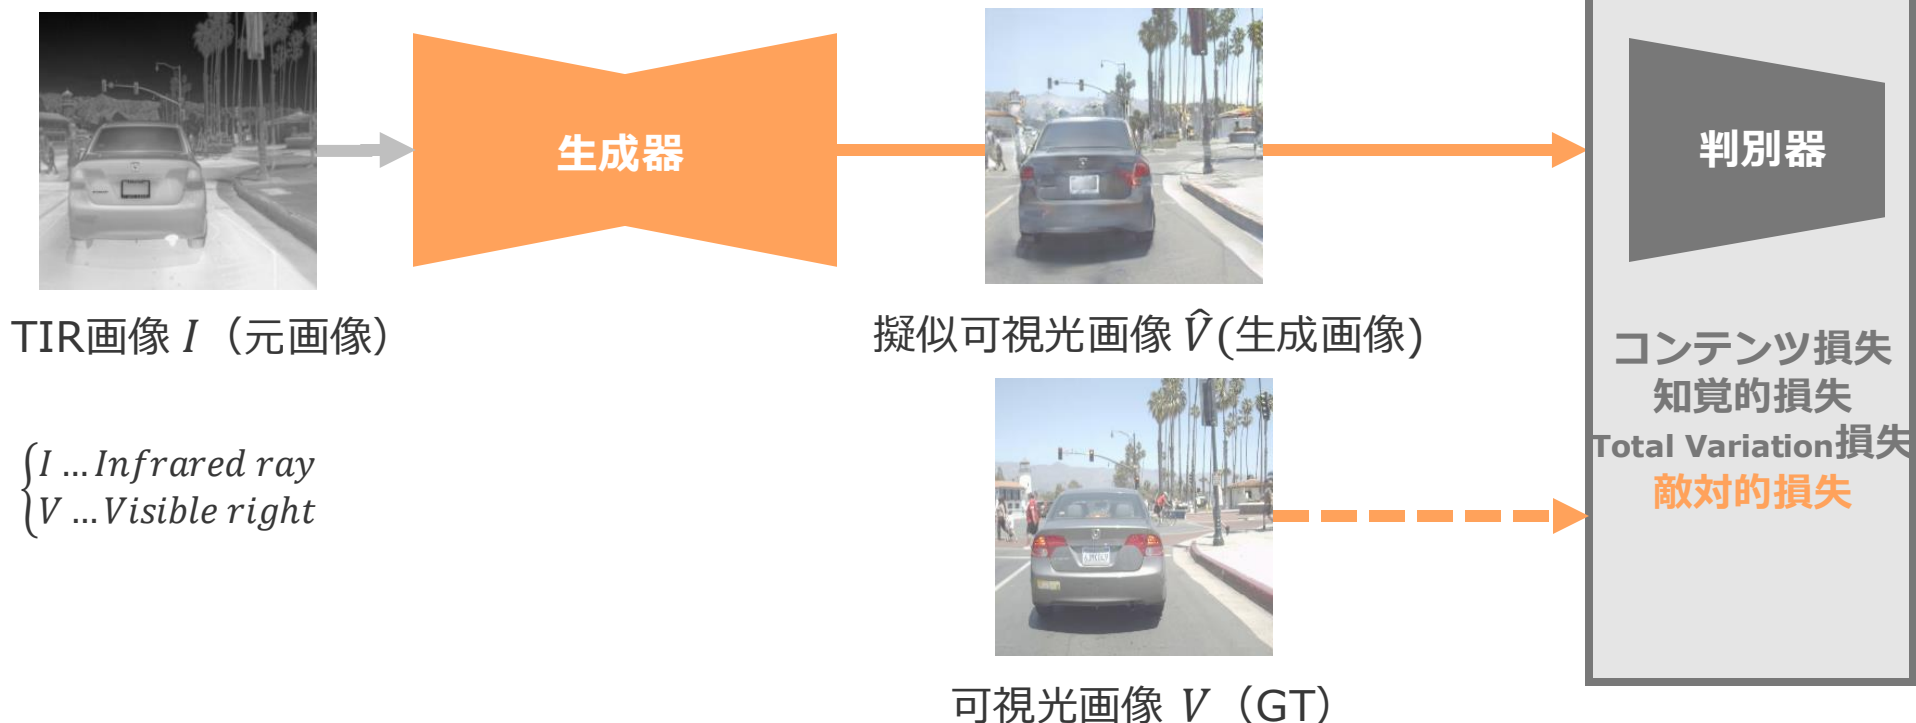 生成器
判別器
TIR画像 I（元画像）
擬似可視光画像 V̂(生成画像)
コンテンツ損失
知覚的損失
Total Variation損失
敵対的損失
I … Infrared ray
V … Visible right
可視光画像 V（GT）